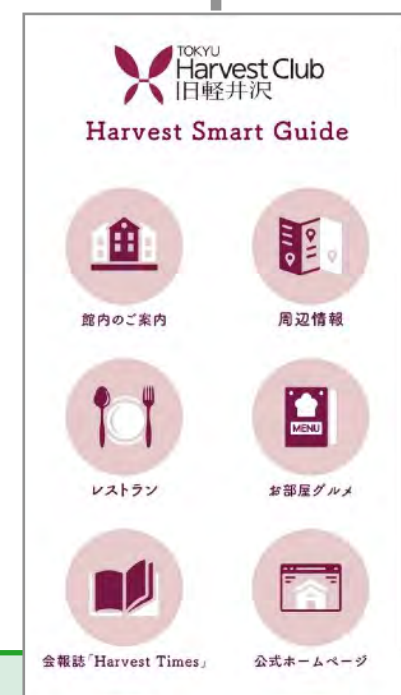 TOKYU
Harvest Club
旧軽井沢
Harvest Smart Guide
館内のご案内
周辺情報
レストラン
MENU
お部屋グルメ
会報誌「Harvest Times」
公式ホームページ